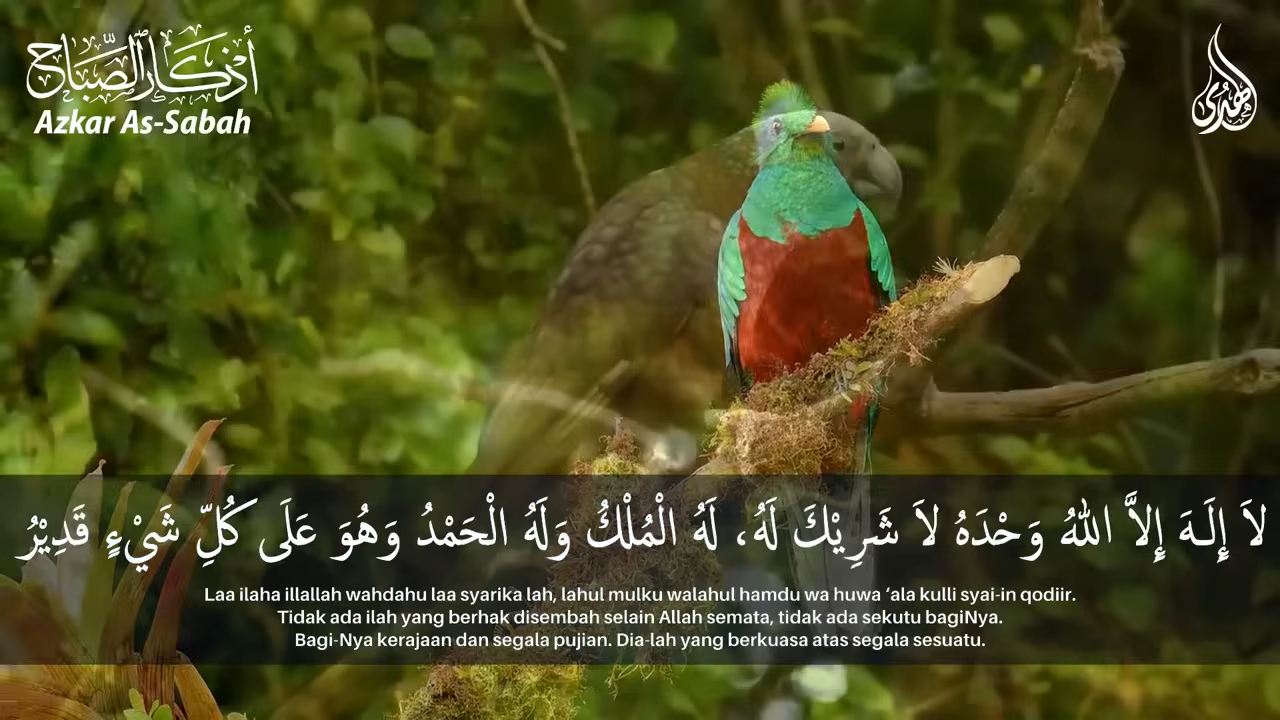 أذكار الصباح
Azkar As-Sabah
الهدى
لاَ إِلَـهَ إِلاَّ اللهُ وَحْدَهُ لاَ شَرِيْكَ لَهُ، لَهُ الْمُلْكُ وَلَهُ الْحَمْدُ وَهُوَ عَلَى كُلِّ شَيْءٍ قَدِيْرُ
Laa ilaha illallah wahdahu laa syarika lah, lahul mulku walahul hamdu wa huwa ‘ala kulli syai-in qodiir.
Tidak ada ilah yang berhak disembah selain Allah semata, tidak ada sekutu bagiNya.
Bagi-Nya kerajaan dan segala pujian. Dia-lah yang berkuasa atas segala sesuatu.